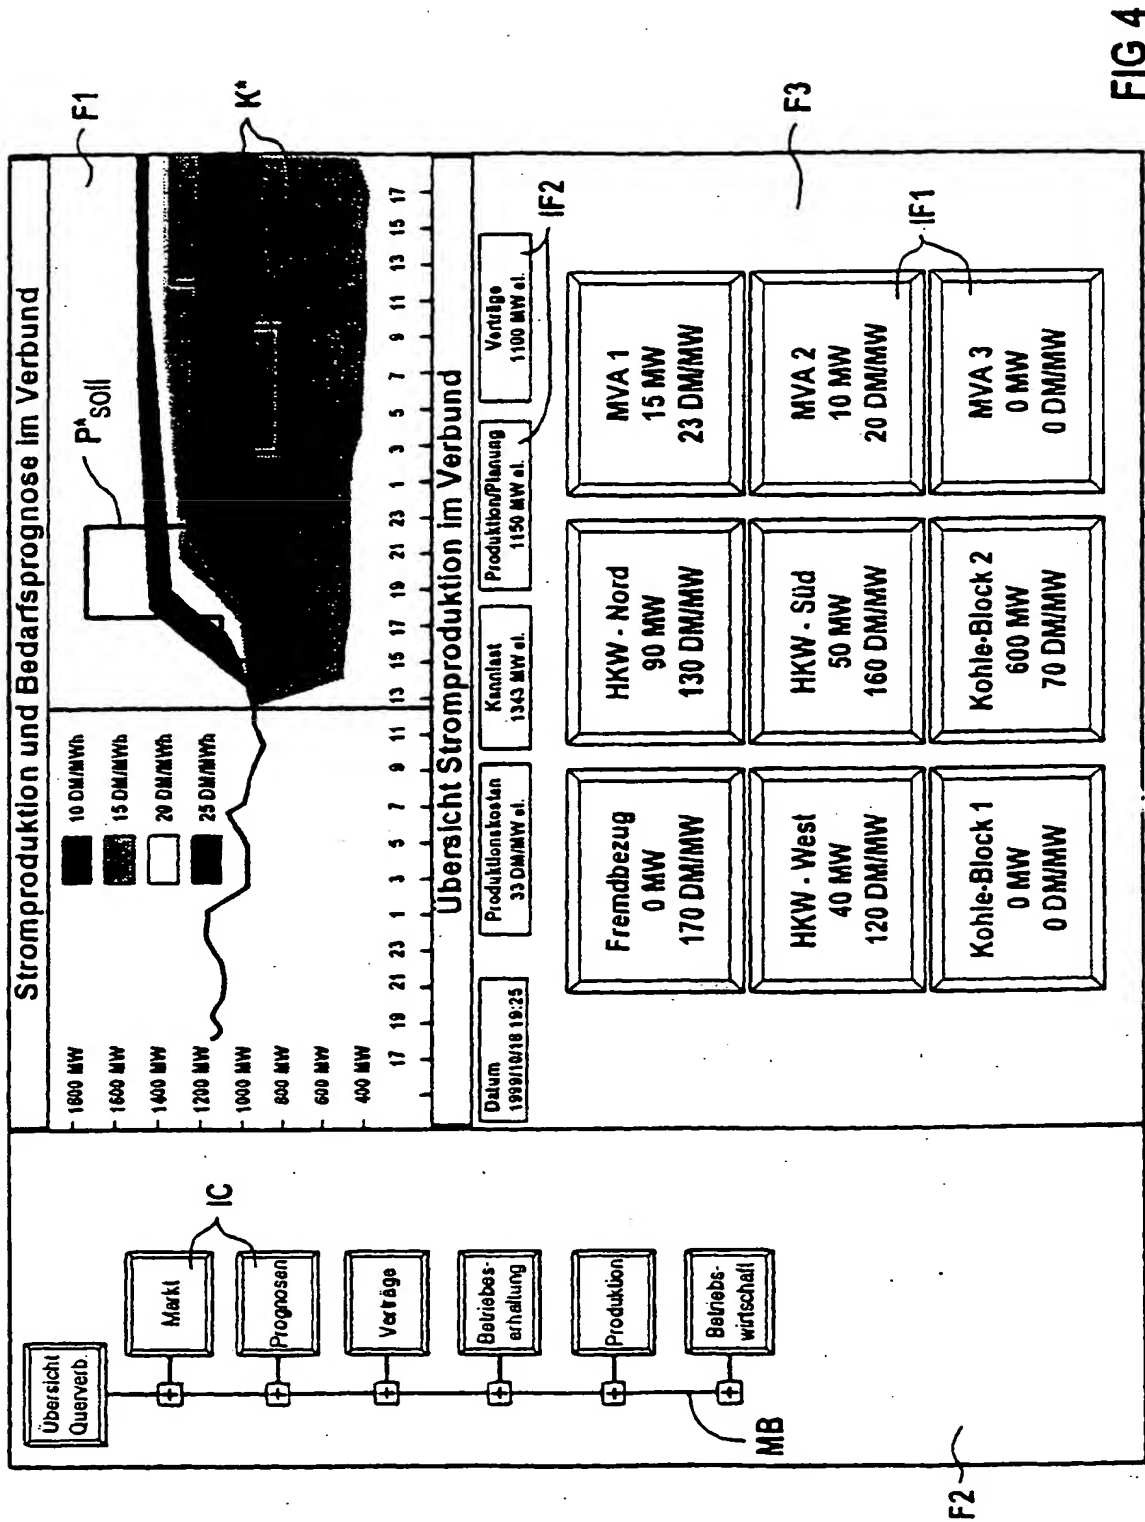 FIG 4
Übersicht
Querverb.
Markt
Prognosen
Verträge
Betriebes-
erhaltung
Produktion
Betriebs-
wirtschaft
IC
MB
F2
Stromproduktion und Bedarfsprognose im Verbund
F1
1800 MW
1600 MW
1400 MW
1200 MW
1000 MW
800 MW
600 MW
400 MW
10 DM/MWh
15 DM/MWh
20 DM/MWh
25 DM/MWh
P*soll
K*
17 19 21 23 1 3 5 7 9 11 13 15 17 19 21 23 1 3 5 7 9 11 13 15 17
Übersicht Stromproduktion im Verbund
Datum
1999/10/18 19:25
Produktionskosten
33 DM/MW el.
Kannlast
1343 MW el.
Produktion/Planung
1150 MW el.
Verträge
1100 MW el.
IF2
Fremdbezug
0 MW
170 DM/MW
HKW - Nord
90 MW
130 DM/MW
MVA 1
15 MW
23 DM/MW
F3
HKW - West
40 MW
120 DM/MW
HKW - Süd
50 MW
160 DM/MW
MVA 2
10 MW
20 DM/MW
IF1
Kohle-Block 1
0 MW
0 DM/MW
Kohle-Block 2
600 MW
70 DM/MW
MVA 3
0 MW
0 DM/MW